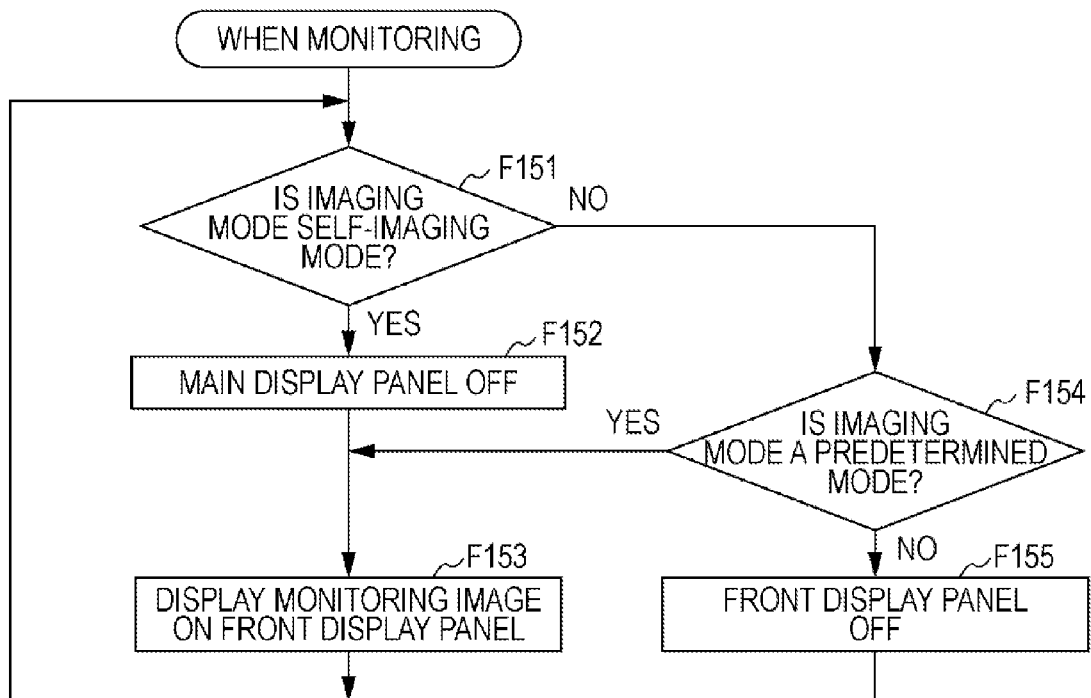 WHEN MONITORING
F151
IS IMAGING
MODE SELF-IMAGING
MODE?
NO
YES
F152
MAIN DISPLAY PANEL OFF
F154
YES
IS IMAGING
MODE A PREDETERMINED
MODE?
NO
F153
DISPLAY MONITORING IMAGE
ON FRONT DISPLAY PANEL
F155
FRONT DISPLAY PANEL
OFF